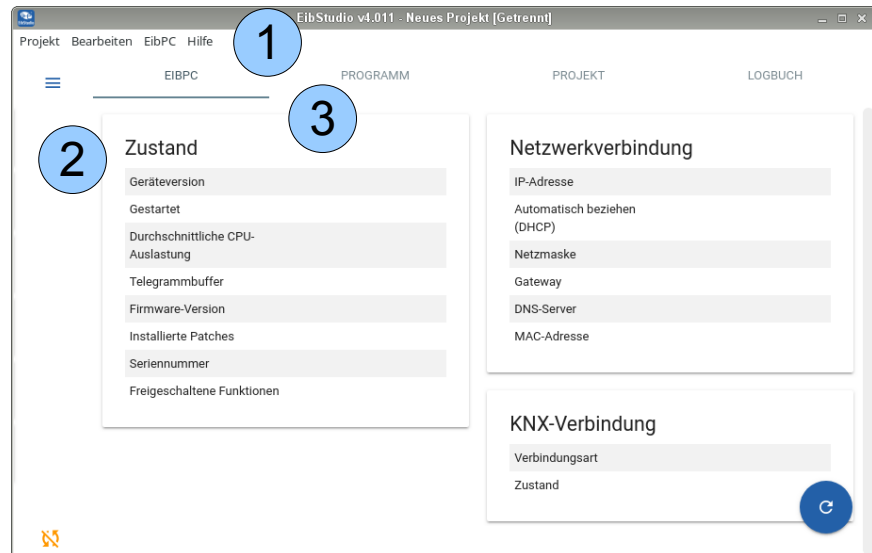 EibStudio v4.011 - Neues Projekt [Getrennt]
Projekt Bearbeiten EibPC Hilfe
1
EIBPC PROGRAMM PROJEKT LOGBUCH
3
2
Zustand
Geräteversion
Gestartet
Durchschnittliche CPU-
Auslastung
Telegrammbuffer
Firmware-Version
Installierte Patches
Seriennummer
Freigeschaltene Funktionen
Netzwerkverbindung
IP-Adresse
Automatisch beziehen
(DHCP)
Netzmaske
Gateway
DNS-Server
MAC-Adresse
KNX-Verbindung
Verbindungsart
Zustand